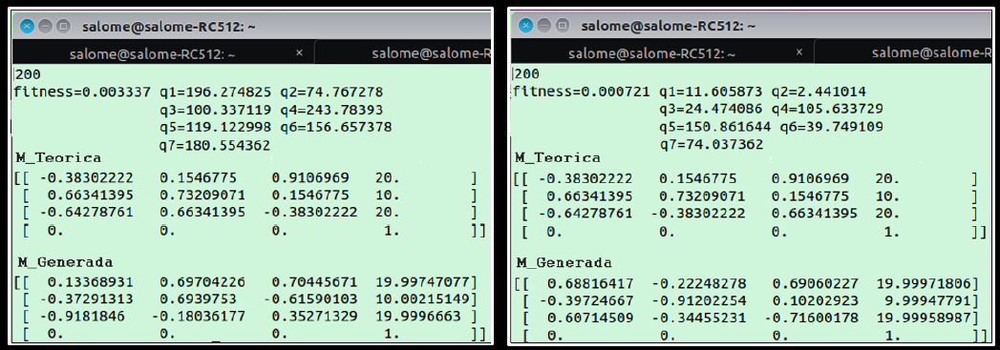 salome@salome-RC512: ~
salome@salome-RC512: ~ × salome@salome-R
200
fitness=0.003337 q1=196.274825 q2=74.767278
q3=100.337119 q4=243.78393
q5=119.122998 q6=156.657378
q7=180.554362
M_Teorica
[[ -0.38302222 0.1546775 0.9106969 20. ]
[ 0.66341395 0.73209071 0.1546775 10. ]
[ -0.64278761 0.66341395 -0.38302222 20. ]
[ 0. 0. 0. 1. ]]
M_Generada
[[ 0.13368931 0.69704226 0.70445671 19.99747077]
[ -0.37291313 0.6939753 -0.61590103 10.00215149]
[ -0.9181846 -0.18036177 0.35271329 19.9996663 ]
[ 0. 0. 0. 1. ]]
salome@salome-RC512: ~
salome@salome-RC512: ~ × salome@salome-R
200
fitness=0.000721 q1=11.605873 q2=2.441014
q3=24.474086 q4=105.633729
q5=150.861644 q6=39.749109
q7=74.037362
M_Teorica
[[ -0.38302222 0.1546775 0.9106969 20. ]
[ 0.66341395 0.73209071 0.1546775 10. ]
[ -0.64278761 -0.38302222 0.66341395 20. ]
[ 0. 0. 0. 1. ]]
M_Generada
[[ 0.68816417 -0.22248278 0.69060227 19.99971806]
[ -0.39724667 -0.91202254 0.10202923 9.99947791]
[ 0.60714509 -0.34455231 -0.71600178 19.99958987]
[ 0. 0. 0. 1. ]]